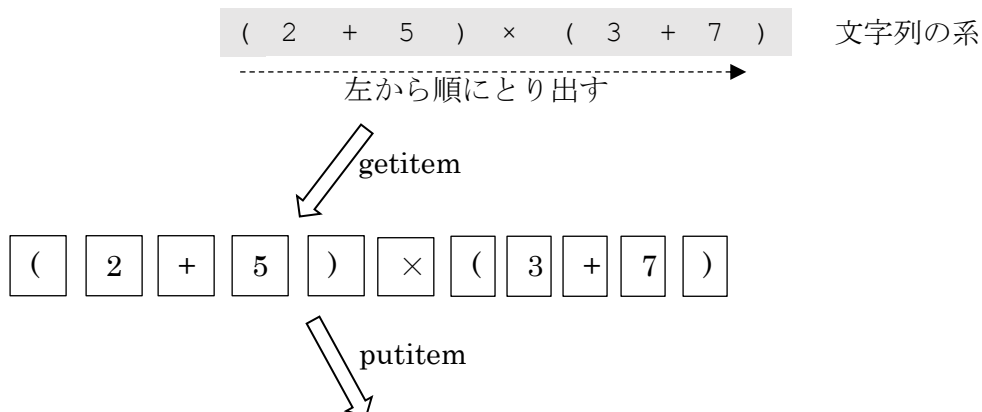 ( 2 + 5 ) × ( 3 + 7 ) 文字列の系
左から順にとり出す
getitem
( 2 + 5 ) × ( 3 + 7 )
putitem